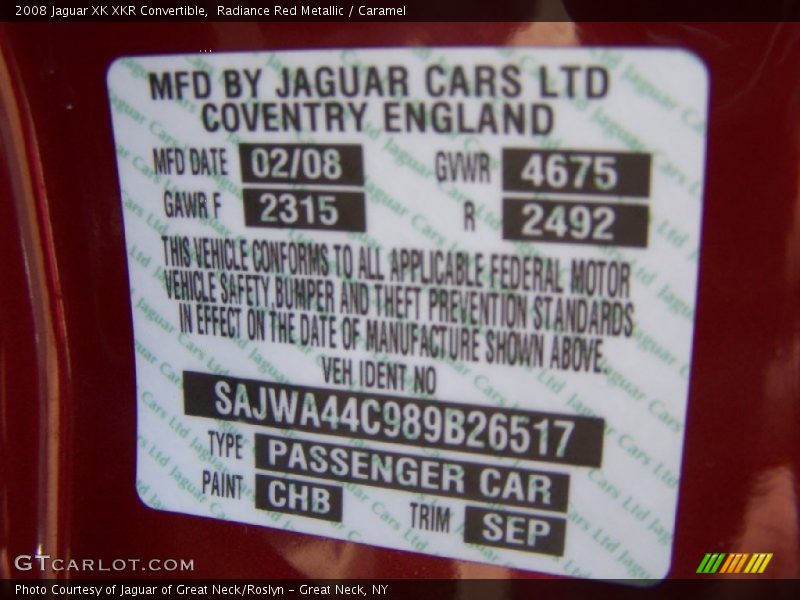 2008 Jaguar XK XKR Convertible,  Radiance Red Metallic / Caramel
MFD BY JAGUAR CARS LTD
COVENTRY ENGLAND
MFD DATE 02/08 GVWR 4675
GAWR F 2315 R 2492
THIS VEHICLE CONFORMS TO ALL APPLICABLE FEDERAL MOTOR
VEHICLE SAFETY,BUMPER AND THEFT PREVENTION STANDARDS
IN EFFECT ON THE DATE OF MANUFACTURE SHOWN ABOVE.
VEH IDENT NO
SAJWA44C989B26517
TYPE PASSENGER CAR
PAINT CHB TRIM SEP
GTCARLOT.COM
Photo Courtesy of Jaguar of Great Neck/Roslyn - Great Neck, NY